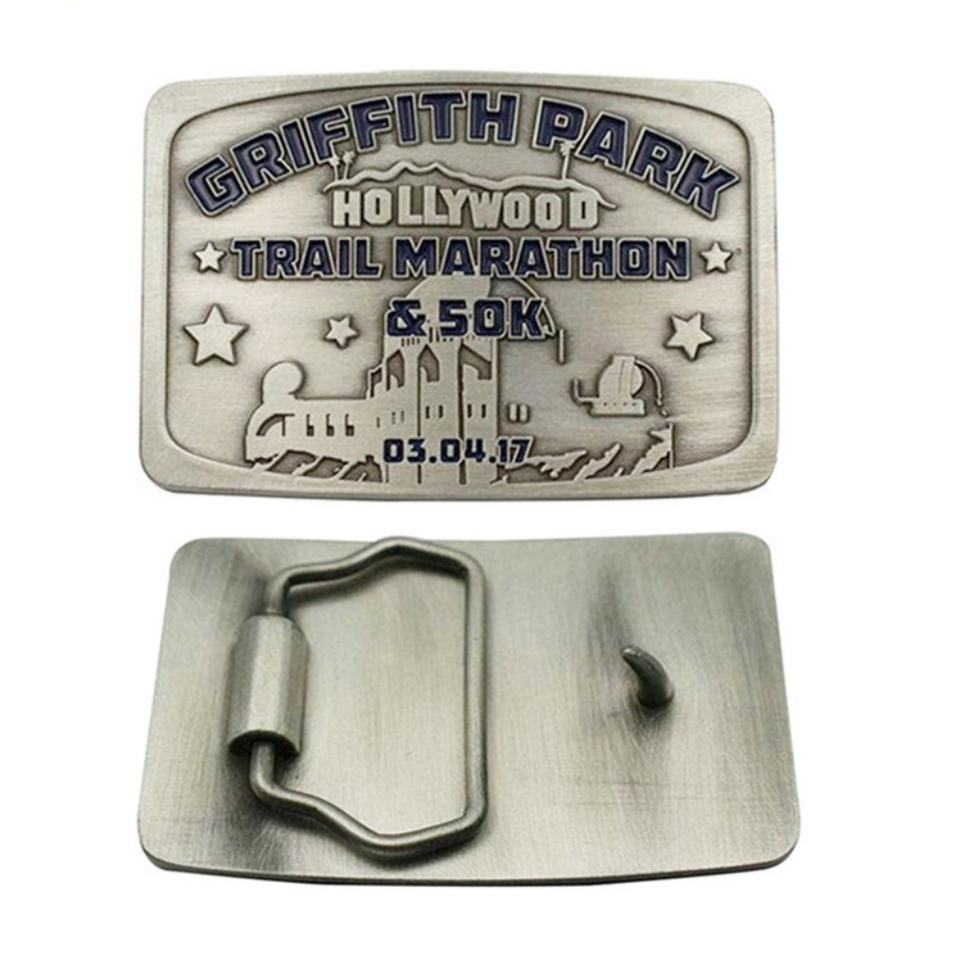 GRIFFITH PARK
HOLLYWOOD
TRAIL MARATHON
& 50K
03.04.17